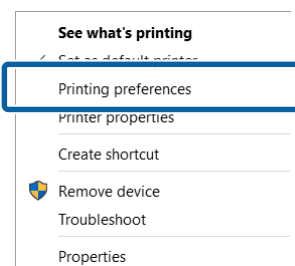 See what's printing
Set as default printer
Printing preferences
Printer properties
Create shortcut
Remove device
Troubleshoot
Properties